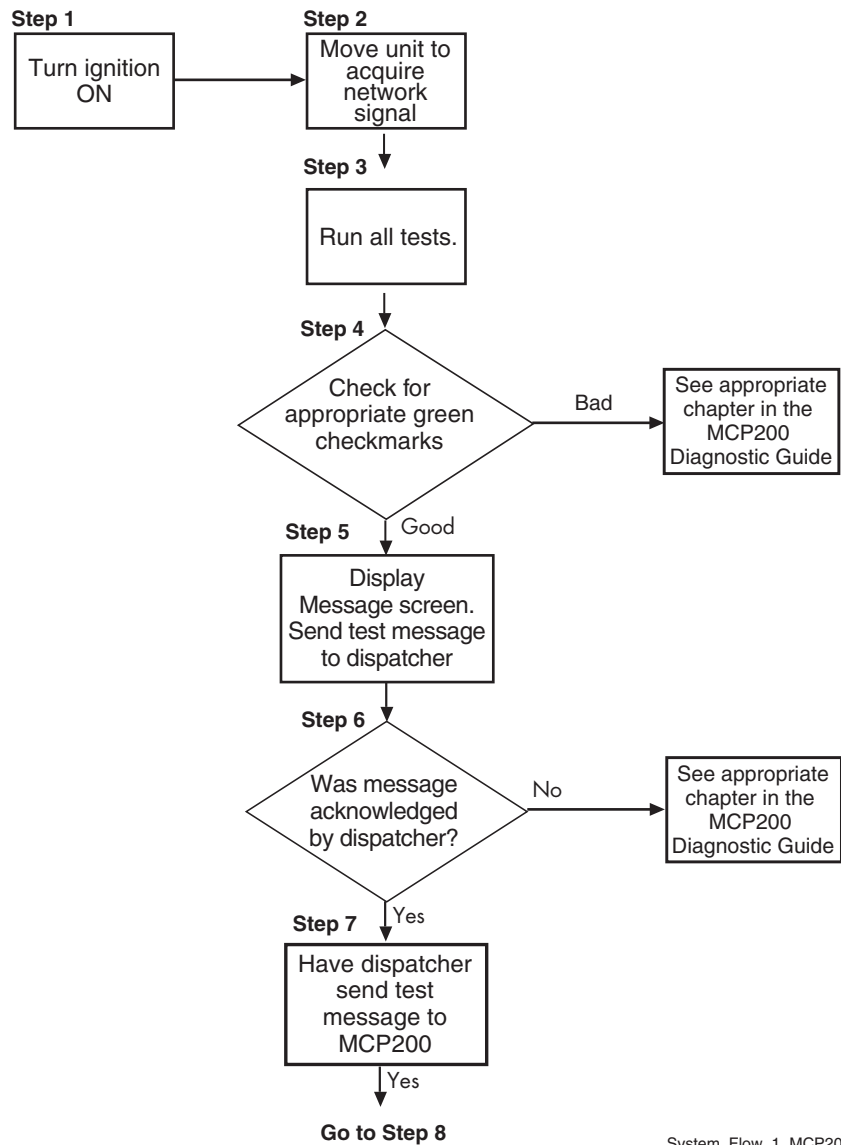 Step 1
Turn ignition
ON
Step 2
Move unit to
acquire
network
signal
Step 3
Run all tests.
Step 4
Check for
appropriate green
checkmarks
Bad
See appropriate
chapter in the
MCP200
Diagnostic Guide
Good
Step 5
Display
Message screen.
Send test message
to dispatcher
Step 6
Was message
acknowledged
by dispatcher?
No
See appropriate
chapter in the
MCP200
Diagnostic Guide
Yes
Step 7
Have dispatcher
send test
message to
MCP200
Yes
Go to Step 8
System_Flow_1_MCP20